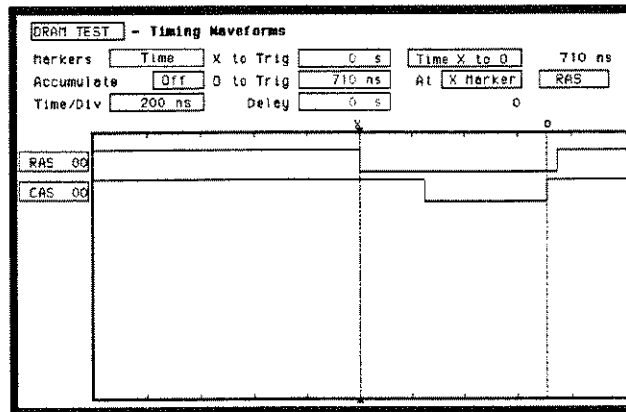 DRAM TEST - Timing Waveforms
Markers Time X to Trig 0 s Time X to O 710 ns
Accumulate Off O to Trig 710 ns At X Marker RAS
Time/Div 200 ns Delay 0 s 0
X O
RAS 00
CAS 00